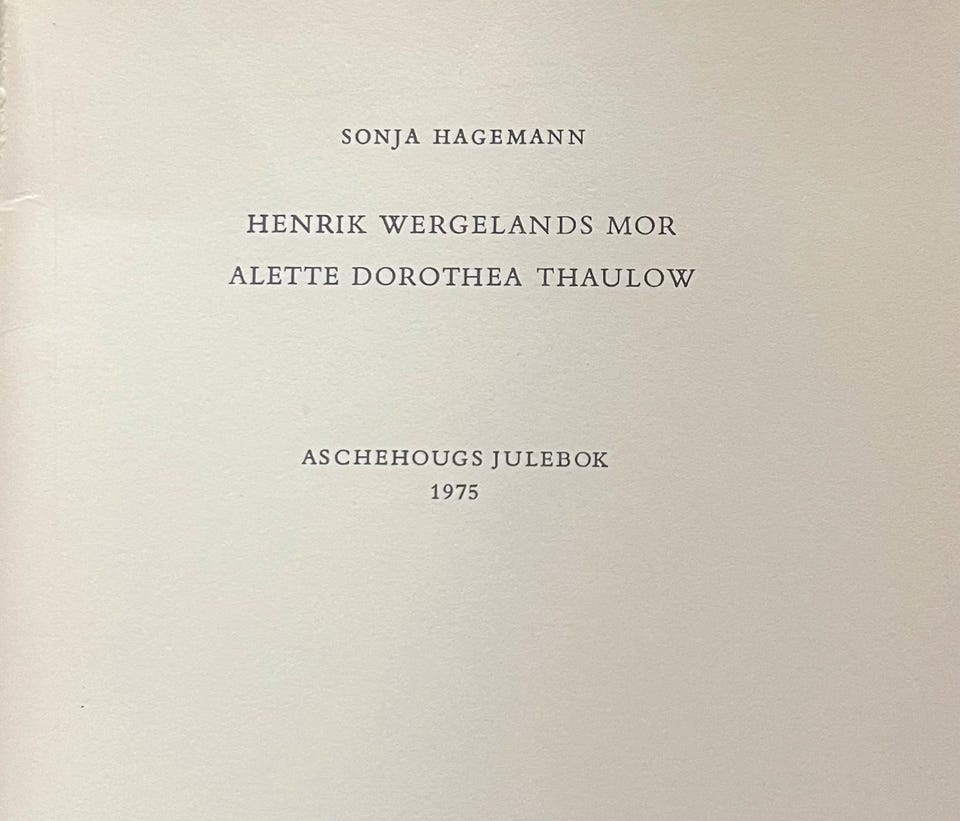 SONJA HAGEMANN
HENRIK WERGELANDS MOR
ALETTE DOROTHEA THAULOW
ASCHEHOUGS JULEBOK
1975